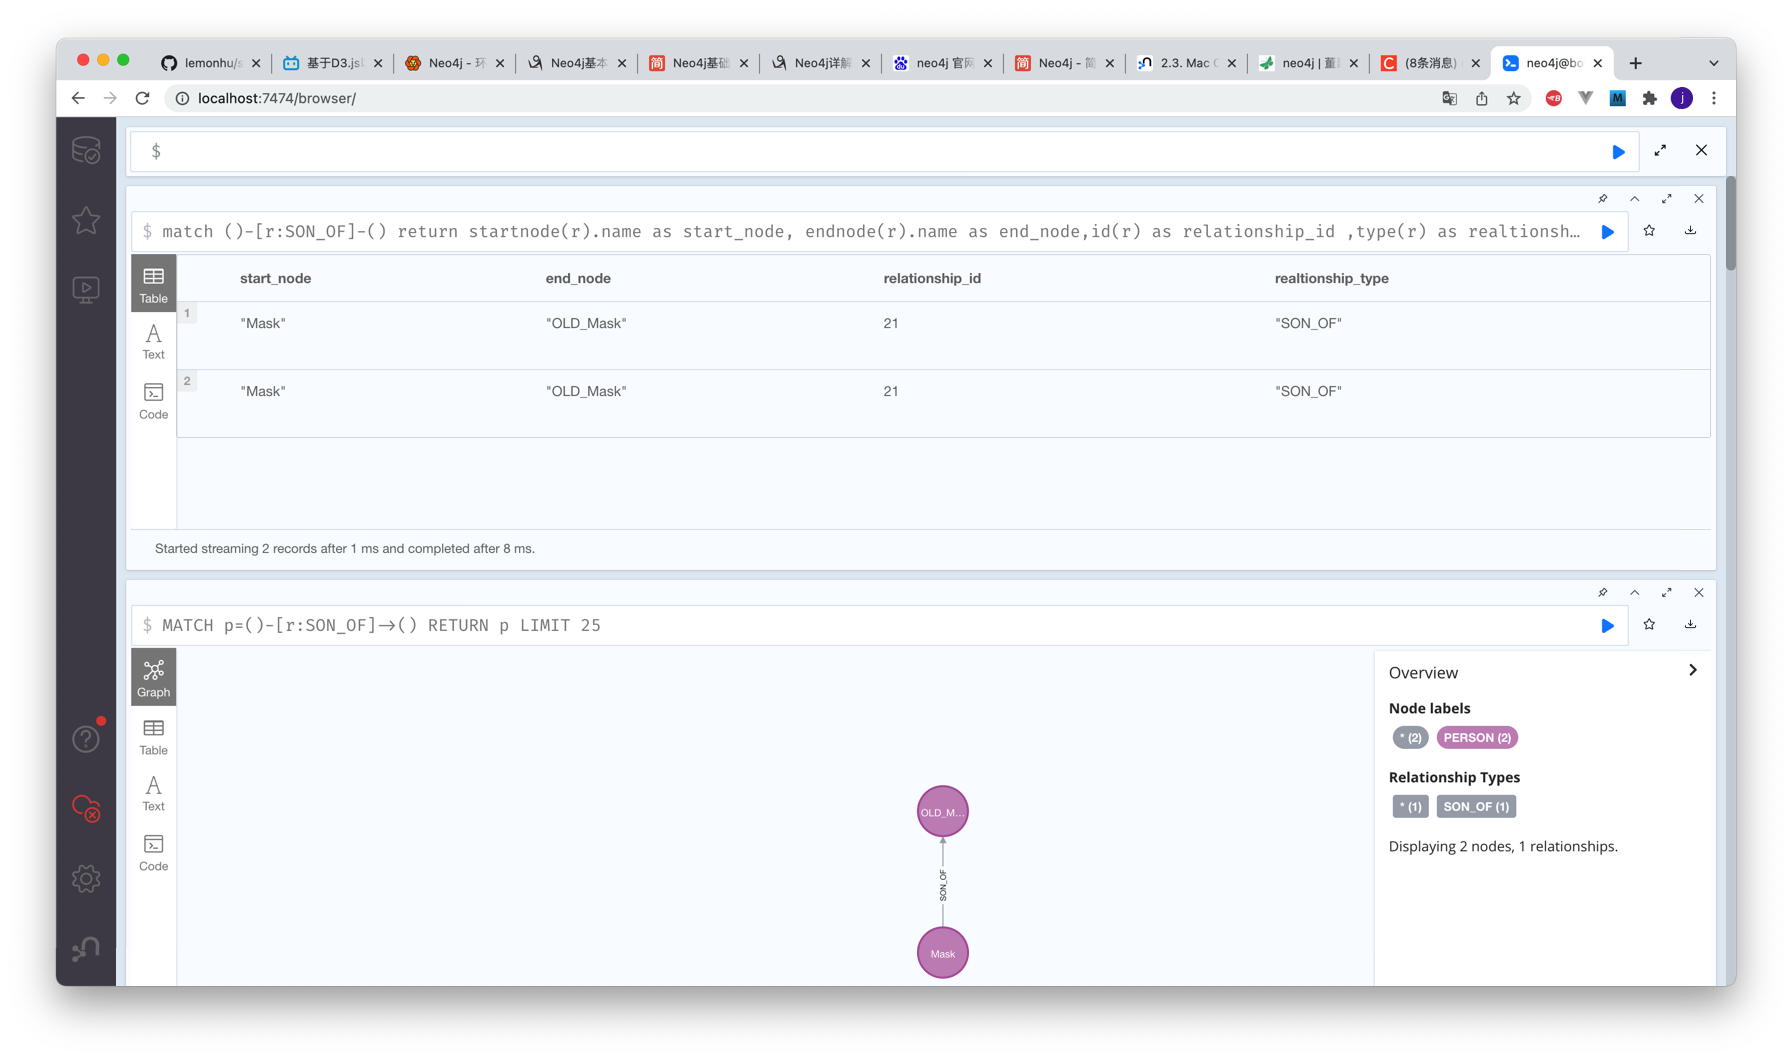 lemonhu/s
基于D3.js
Neo4j - 环
Neo4j基本
Neo4j基础
Neo4j详解
neo4j 官网
Neo4j - 简
2.3. Mac C
neo4j | 董
(8条消息)
neo4j@bo
localhost:7474/browser/
$
$ match ()-[r:SON_OF]-() return startnode(r).name as start_node, endnode(r).name as end_node,id(r) as relationship_id ,type(r) as realtionsh…
Table
Text
Code
start_node end_node relationship_id realtionship_type
1 "Mask" "OLD_Mask" 21 "SON_OF"
2 "Mask" "OLD_Mask" 21 "SON_OF"
Started streaming 2 records after 1 ms and completed after 8 ms.
$ MATCH p=()-[r:SON_OF]->() RETURN p LIMIT 25
Graph
Table
Text
Code
OLD_M…
SON_OF
Mask
Overview
Node labels
* (2) PERSON (2)
Relationship Types
* (1) SON_OF (1)
Displaying 2 nodes, 1 relationships.